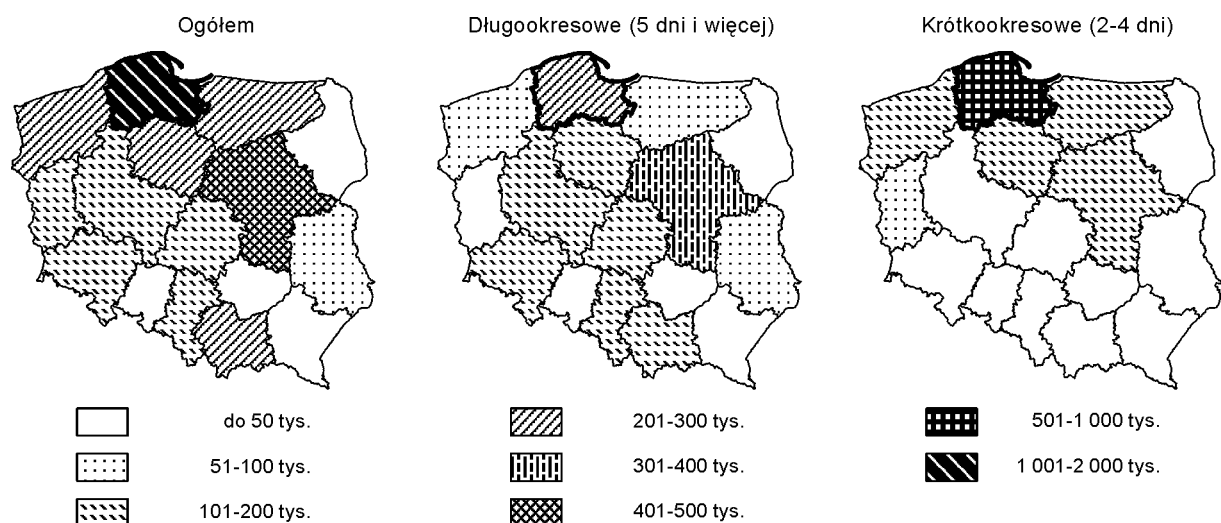 Ogółem
Długookresowe (5 dni i więcej)
Krótkookresowe (2-4 dni)
do 50 tys.
51-100 tys.
101-200 tys.
201-300 tys.
301-400 tys.
401-500 tys.
501-1 000 tys.
1 001-2 000 tys.